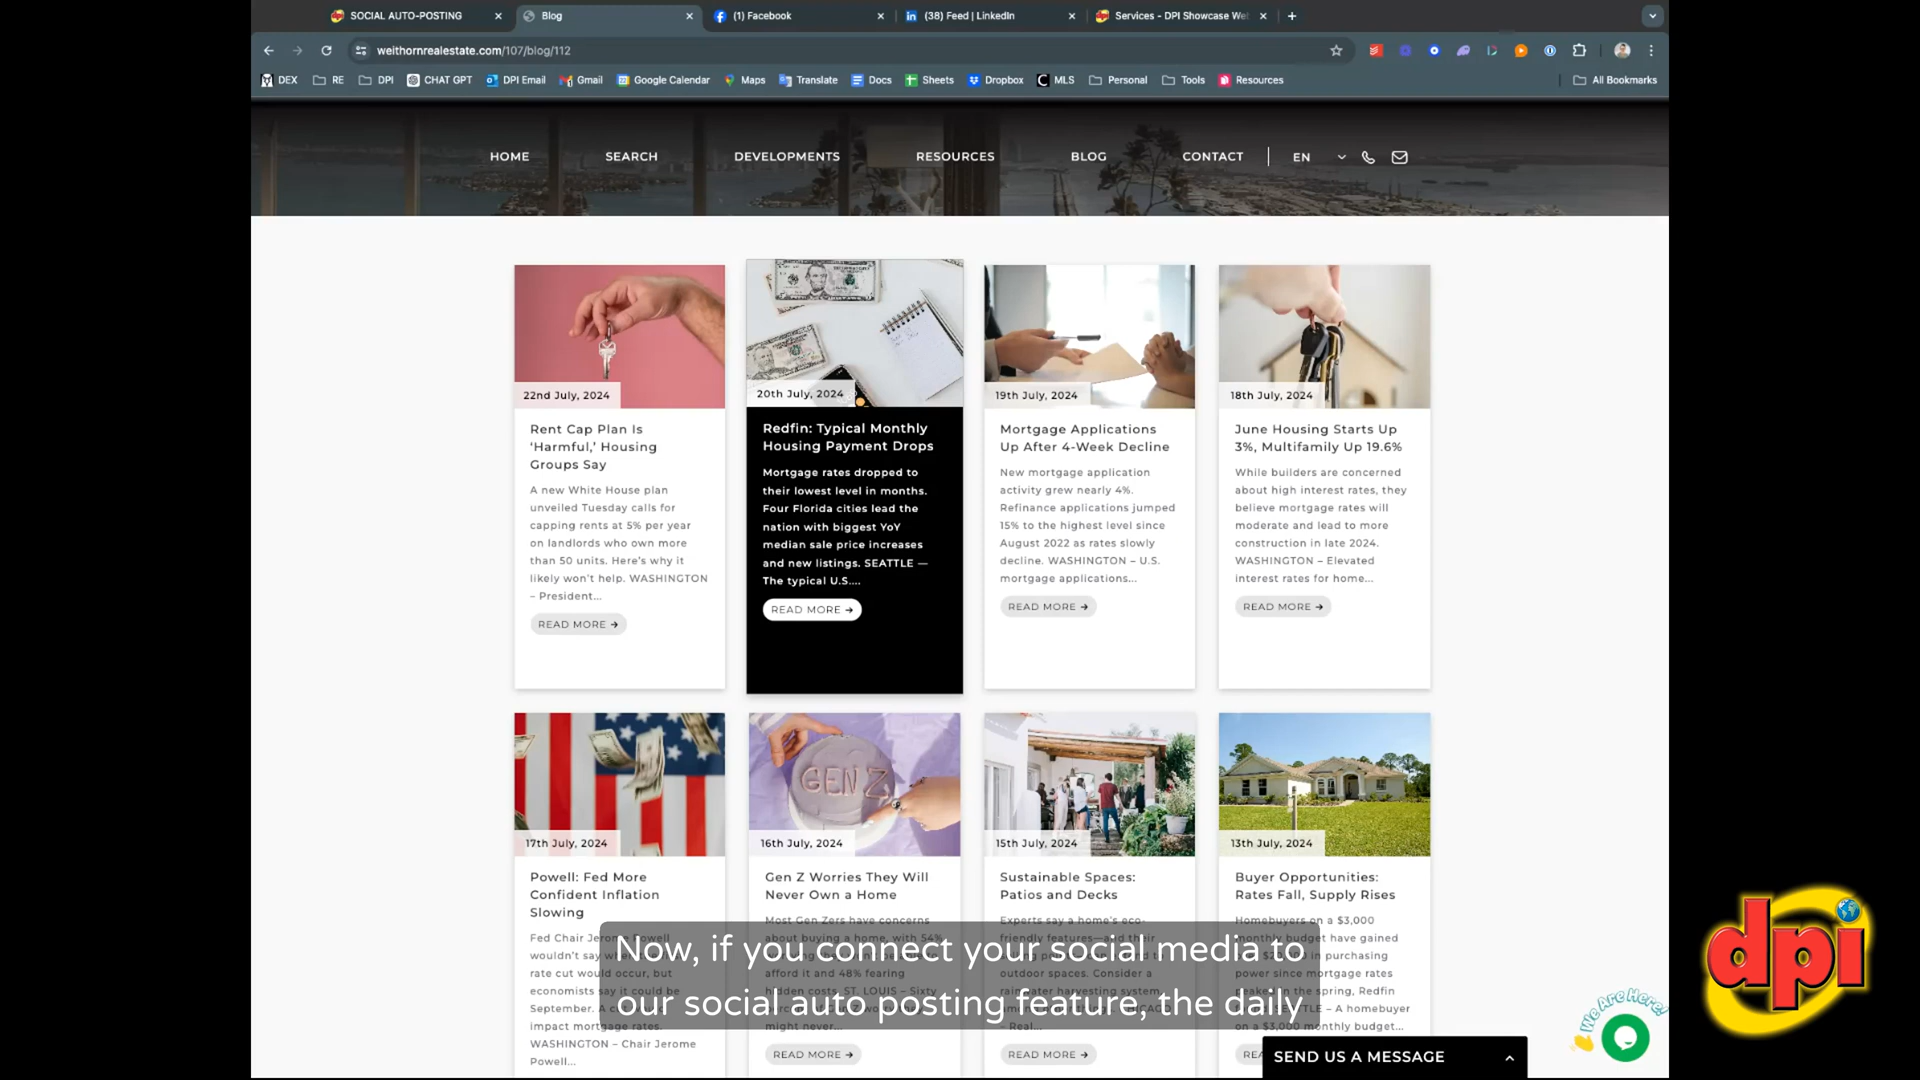 SOCIAL AUTO-POSTING
Blog
(1) Facebook
(38) Feed | LinkedIn
Services - DPI Showcase Web
weithornrealestate.com/107/blog/112
DEX
RE
DPI
CHAT GPT
DPI Email
Gmail
Google Calendar
Maps
Translate
Docs
Sheets
Dropbox
MLS
Personal
Tools
Resources
All Bookmarks
HOME
SEARCH
DEVELOPMENTS
RESOURCES
BLOG
CONTACT
EN
22nd July, 2024
Rent Cap Plan Is
‘Harmful,’ Housing
Groups Say
A new White House plan
unveiled Tuesday calls for
capping rents at 5% per year
on landlords who own more
than 50 units. Here’s why it
likely won’t help. WASHINGTON
– President...
READ MORE →
20th July, 2024
Redfin: Typical Monthly
Housing Payment Drops
Mortgage rates dropped to
their lowest level in months.
Four Florida cities lead the
nation with biggest YoY
median sale price increases
and new listings. SEATTLE —
The typical U.S....
READ MORE →
19th July, 2024
Mortgage Applications
Up After 4-Week Decline
New mortgage application
activity grew nearly 4%.
Refinance applications jumped
15% to the highest level since
August 2022 as rates slowly
decline. WASHINGTON – U.S.
mortgage applications...
READ MORE →
18th July, 2024
June Housing Starts Up
3%, Multifamily Up 19.6%
While builders are concerned
about high interest rates, they
believe mortgage rates will
moderate and lead to more
construction in late 2024.
WASHINGTON – Elevated
interest rates for home...
READ MORE →
17th July, 2024
Powell: Fed More
Confident Inflation
Slowing
Fed Chair Jerome Powell
wouldn’t say when the
rate cut would occur, but
economists say it could be
September. A
impact mortgage rates.
WASHINGTON – Chair Jerome
Powell...
GEN Z
16th July, 2024
Gen Z Worries They Will
Never Own a Home
Most Gen Zers have concerns
about buying a home, with 54%
afford it and 48% fearing
hidden costs. ST. LOUIS – Sixty
might never...
READ MORE →
15th July, 2024
Sustainable Spaces:
Patios and Decks
Experts say a home’s eco-
friendly features—and their
outdoor spaces. Consider a
rainwater harvesting system,
– Real...
READ MORE →
13th July, 2024
Buyer Opportunities:
Rates Fall, Supply Rises
Homebuyers on a $3,000
monthly budget have gained
in purchasing
power since mortgage rates
peaked in the spring, Redfin
– A homebuyer
on a $3,000 monthly budget...
Now, if you connect your social media to
our social auto posting feature, the daily
SEND US A MESSAGE
We Are Here!
dpi